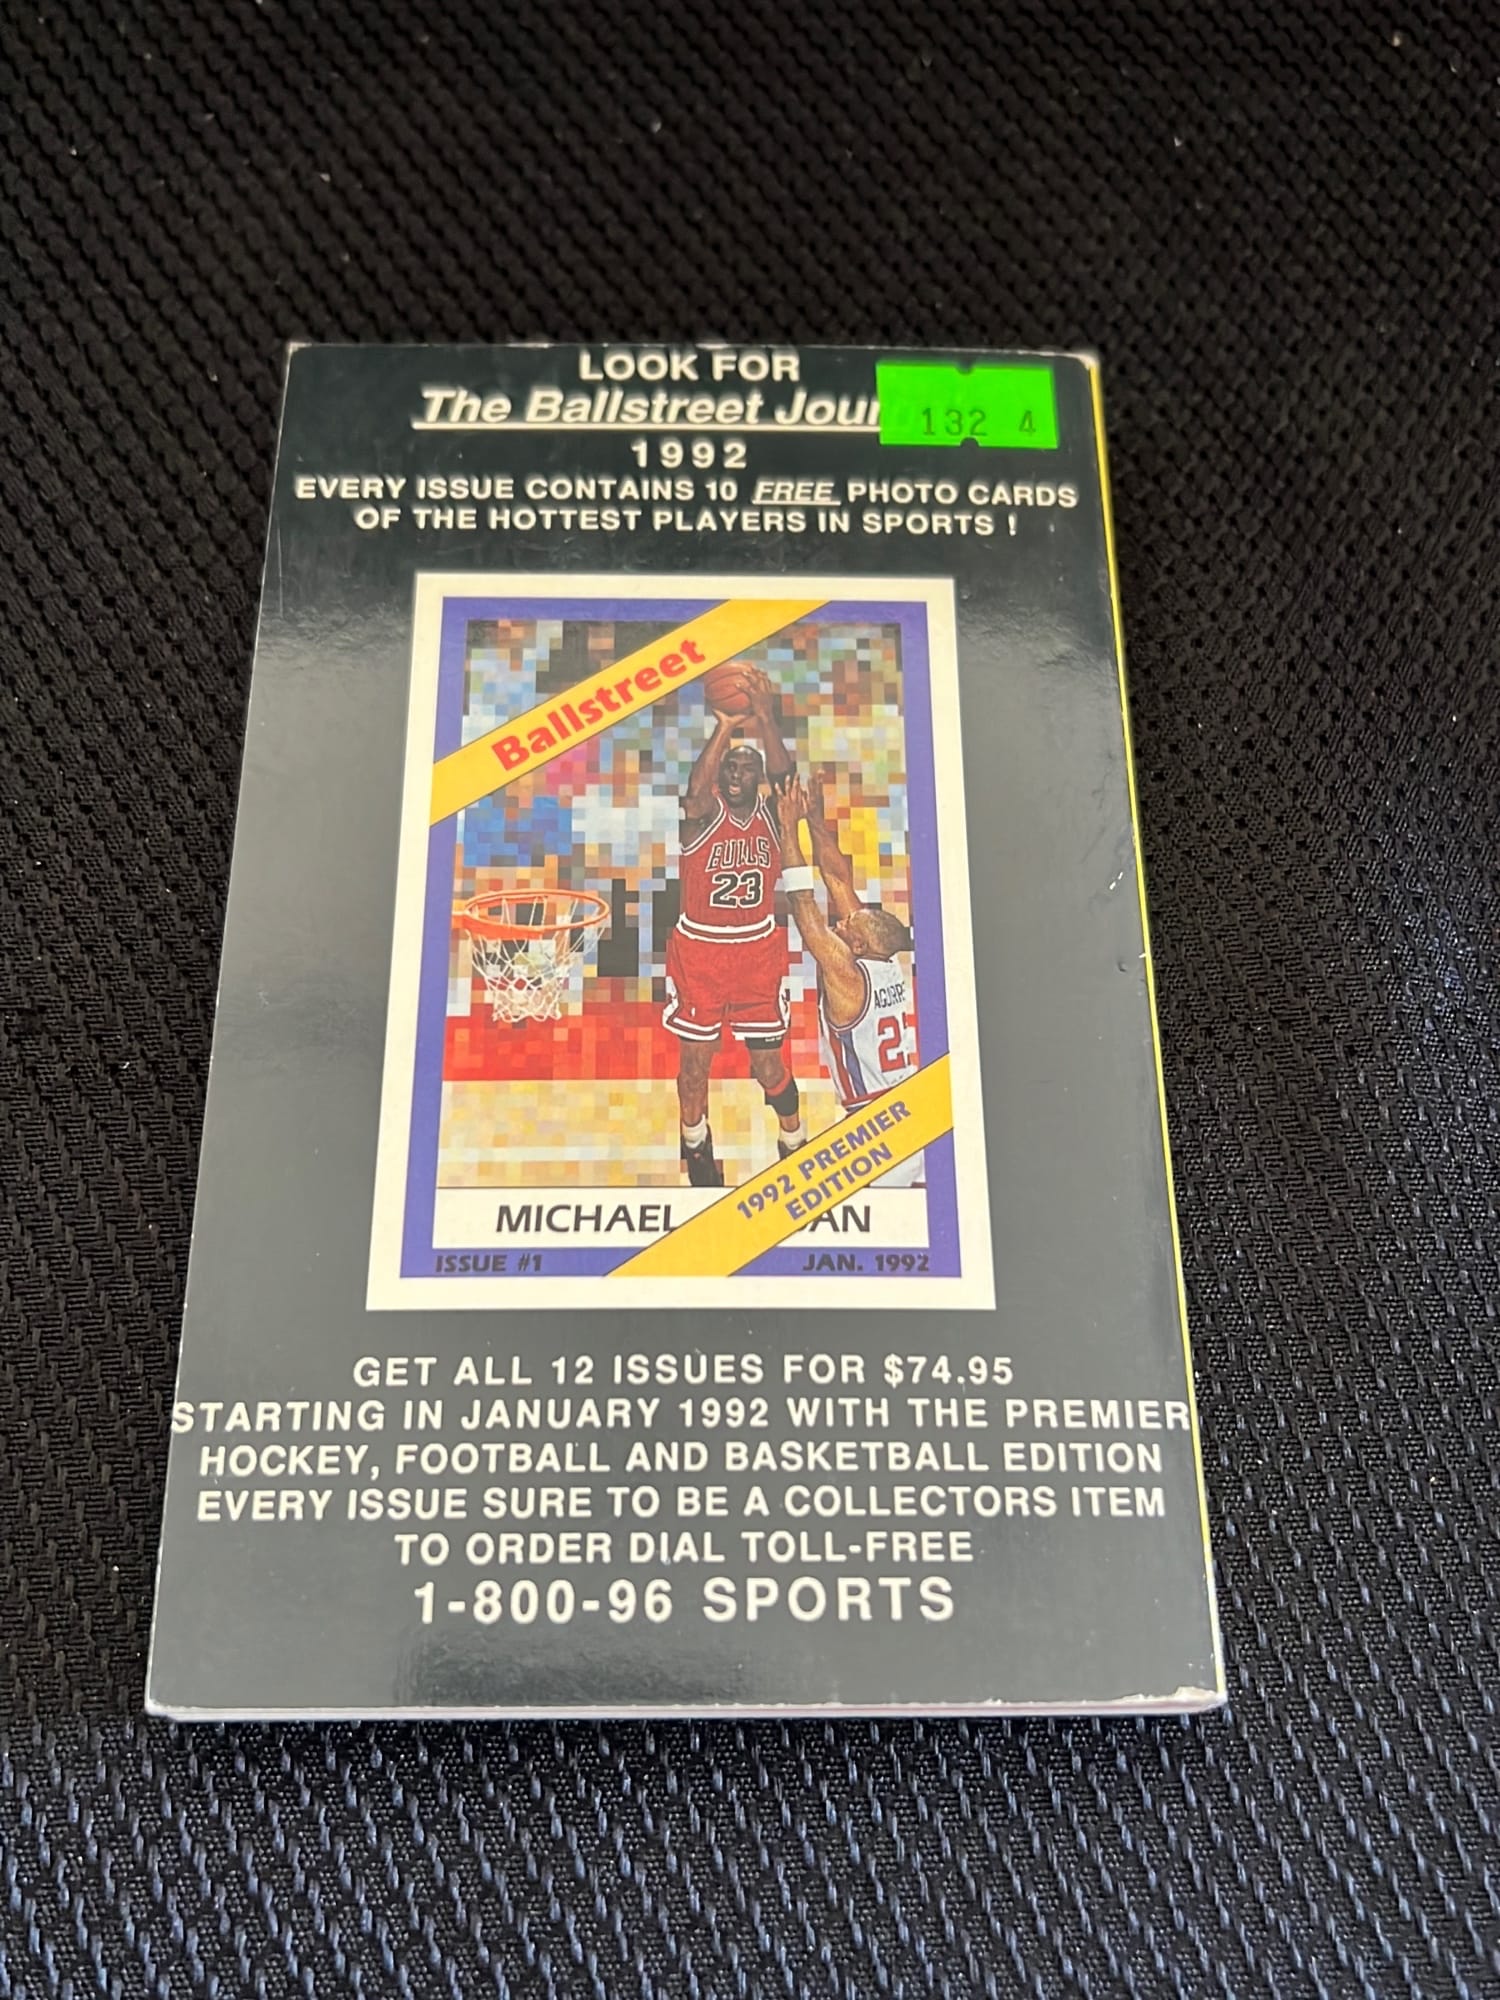 LOOK FOR
The Ballstreet Jour
132 4
1992
EVERY ISSUE CONTAINS 10 FREE PHOTO CARDS
OF THE HOTTEST PLAYERS IN SPORTS !
Ballstreet
BULLS
23
AGUIRR
2
1992 PREMIER
EDITION
MICHAEL AN
ISSUE #1 JAN. 1992
GET ALL 12 ISSUES FOR $74.95
STARTING IN JANUARY 1992 WITH THE PREMIER
HOCKEY, FOOTBALL AND BASKETBALL EDITION
EVERY ISSUE SURE TO BE A COLLECTORS ITEM
TO ORDER DIAL TOLL-FREE
1-800-96 SPORTS